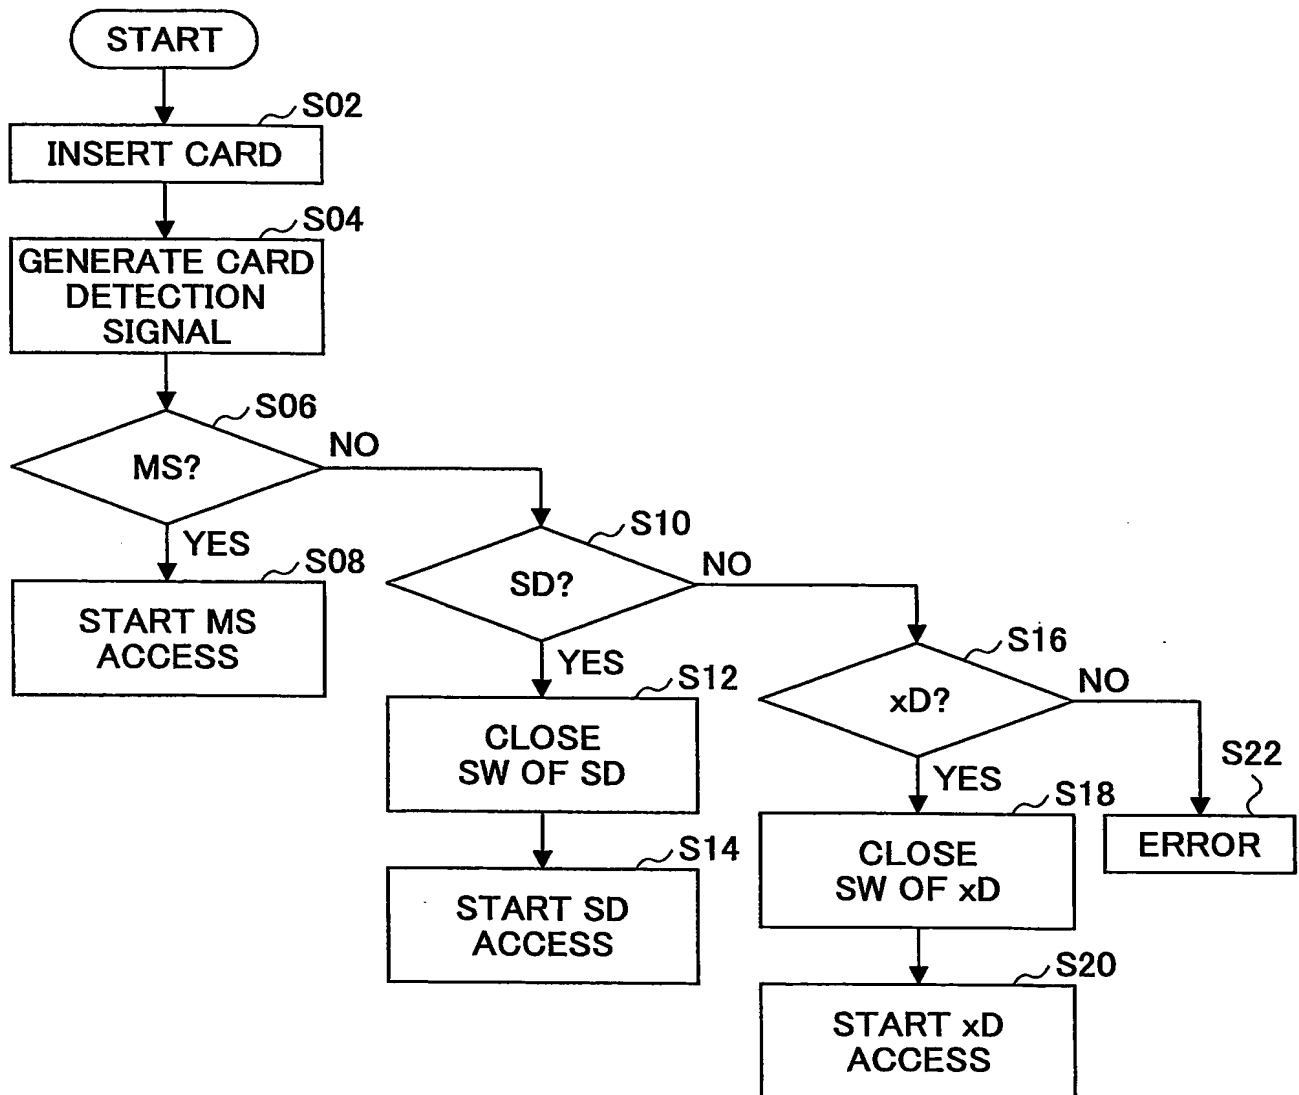 START
S02
INSERT CARD
S04
GENERATE CARD
DETECTION
SIGNAL
S06
MS?
NO
YES
S08
START MS
ACCESS
S10
SD?
NO
YES
S12
CLOSE
SW OF SD
S14
START SD
ACCESS
S16
xD?
NO
YES
S18
CLOSE
SW OF xD
S20
START xD
ACCESS
S22
ERROR